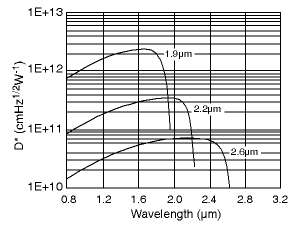 1E+13
1E+12
1E+11
1E+10
D* (cmHz1/2W-1)
1.9µm
2.2µm
2.6µm
0.8 1.2 1.6 2.0 2.4 2.8 3.2
Wavelength (µm)